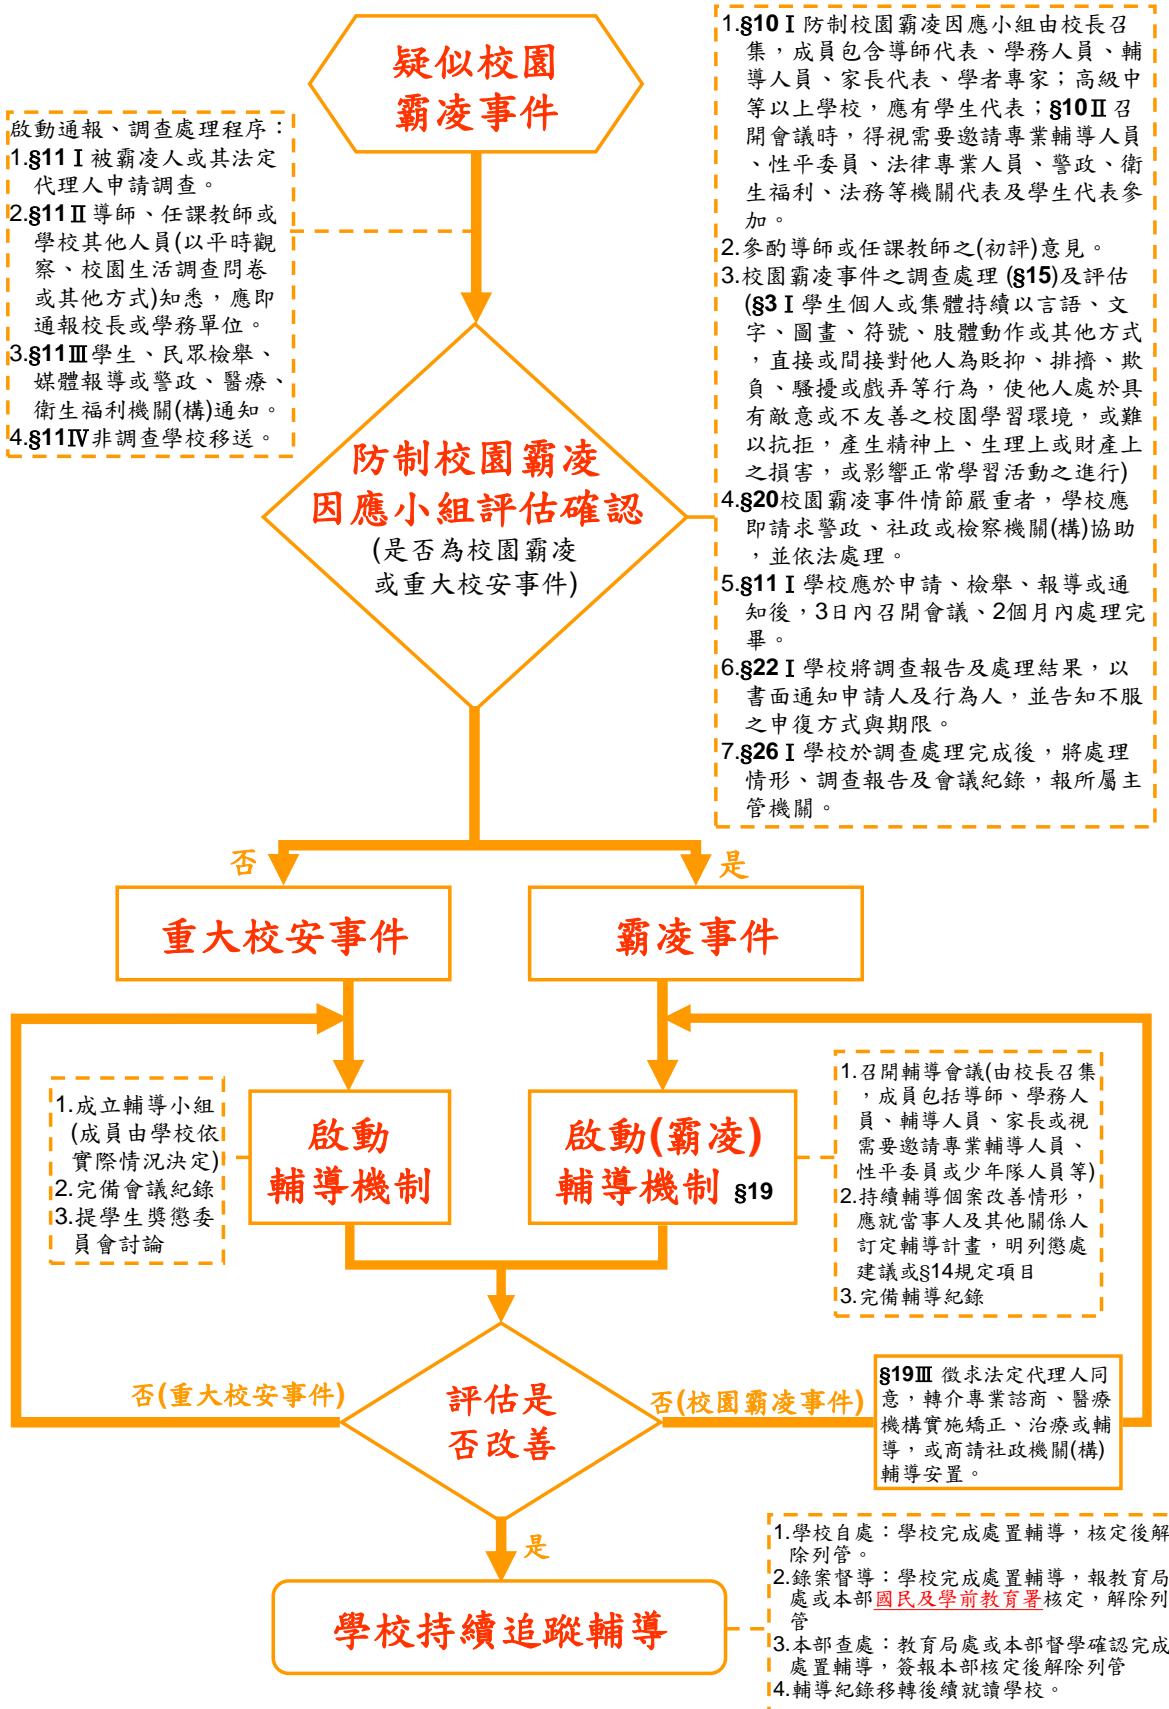 疑似校園
霸凌事件
啟動通報、調查處理程序：
1.§11Ⅰ被霸凌人或其法定
代理人申請調查。
2.§11Ⅱ導師、任課教師或
學校其他人員(以平時觀
察、校園生活調查問卷
或其他方式)知悉，應即
通報校長或學務單位。
3.§11Ⅲ學生、民眾檢舉、
媒體報導或警政、醫療、
衛生福利機關(構)通知。
4.§11Ⅳ非調查學校移送。
1.§10Ⅰ防制校園霸凌因應小組由校長召
集，成員包含導師代表、學務人員、輔
導人員、家長代表、學者專家；高級中
等以上學校，應有學生代表；§10Ⅱ召
開會議時，得視需要邀請專業輔導人員
、性平委員、法律專業人員、警政、衛
生福利、法務等機關代表及學生代表參
加。
2.參酌導師或任課教師之(初評)意見。
3.校園霸凌事件之調查處理 (§15)及評估
(§3Ⅰ學生個人或集體持續以言語、文
字、圖畫、符號、肢體動作或其他方式
，直接或間接對他人為貶抑、排擠、欺
負、騷擾或戲弄等行為，使他人處於具
有敵意或不友善之校園學習環境，或難
以抗拒，產生精神上、生理上或財產上
之損害，或影響正常學習活動之進行)
4.§20校園霸凌事件情節嚴重者，學校應
即請求警政、社政或檢察機關(構)協助
，並依法處理。
5.§11Ⅰ學校應於申請、檢舉、報導或通
知後，3日內召開會議、2個月內處理完
畢。
6.§22Ⅰ學校將調查報告及處理結果，以
書面通知申請人及行為人，並告知不服
之申復方式與期限。
7.§26Ⅰ學校於調查處理完成後，將處理
情形、調查報告及會議紀錄，報所屬主
管機關。
防制校園霸凌
因應小組評估確認
(是否為校園霸凌
或重大校安事件)
否
是
重大校安事件
霸凌事件
1.成立輔導小組
(成員由學校依
實際情況決定)
2.完備會議紀錄
3.提學生獎懲委
員會討論
啟動
輔導機制
啟動(霸凌)
輔導機制 §19
1.召開輔導會議(由校長召集
，成員包括導師、學務人
員、輔導人員、家長或視
需要邀請專業輔導人員、
性平委員或少年隊人員等)
2.持續輔導個案改善情形，
應就當事人及其他關係人
訂定輔導計畫，明列懲處
建議或§14規定項目
3.完備輔導紀錄
否(重大校安事件)
評估是
否改善
否(校園霸凌事件)
§19Ⅲ 徵求法定代理人同
意，轉介專業諮商、醫療
機構實施矯正、治療或輔
導，或商請社政機關(構)
輔導安置。
是
學校持續追蹤輔導
1.學校自處：學校完成處置輔導，核定後解
除列管。
2.錄案督導：學校完成處置輔導，報教育局
處或本部國民及學前教育署核定，解除列
管
3.本部查處：教育局處或本部督學確認完成
處置輔導，簽報本部核定後解除列管
4.輔導紀錄移轉後續就讀學校。